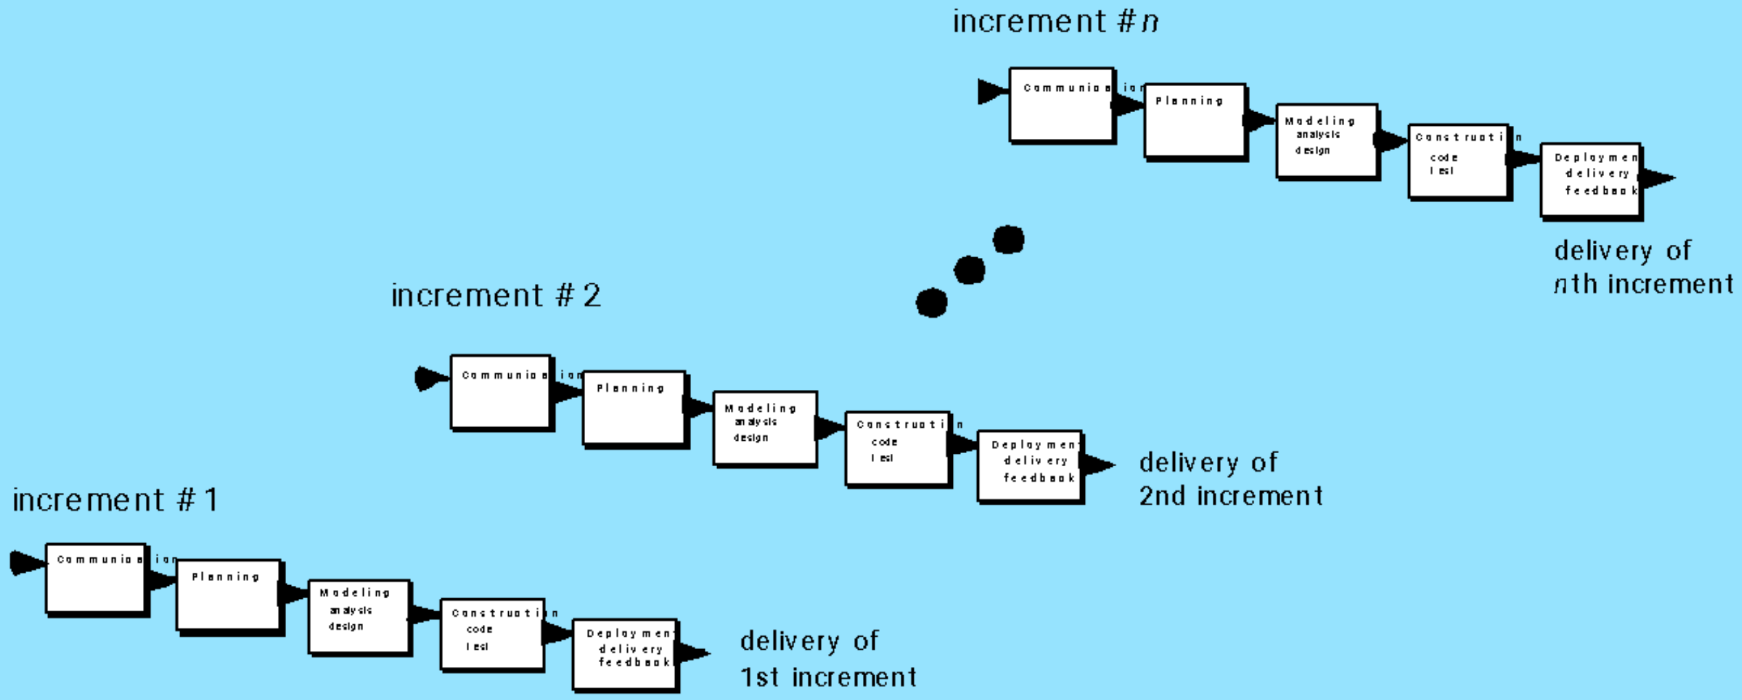 increment # n
Communication
Planning
Modeling
analysis
design
Construction
code
test
Deployment
delivery
feedback
delivery of
nth increment
increment # 2
Communication
Planning
Modeling
analysis
design
Construction
code
test
Deployment
delivery
feedback
delivery of
2nd increment
increment # 1
Communication
Planning
Modeling
analysis
design
Construction
code
test
Deployment
delivery
feedback
delivery of
1st increment